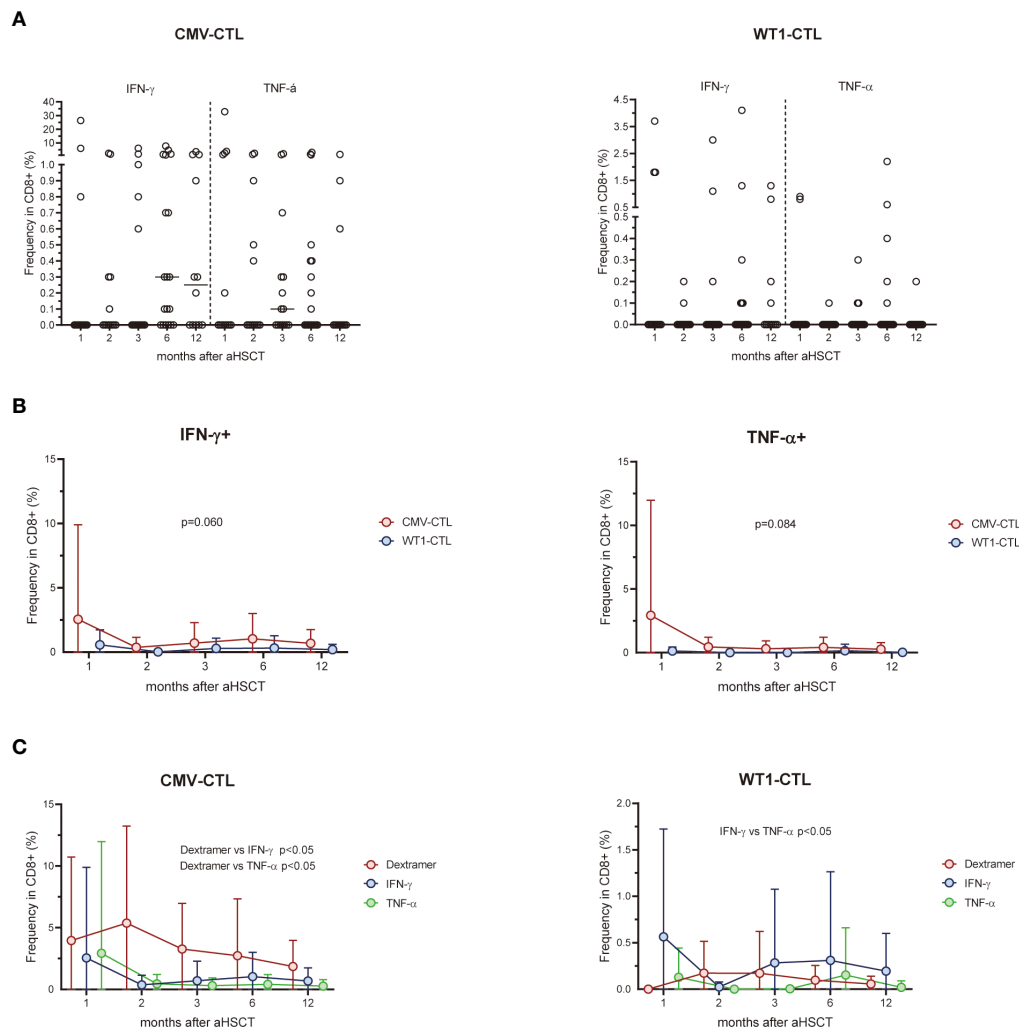 A
CMV-CTL
WT1-CTL
IFN-γ
TNF-á
IFN-γ
TNF-α
Frequency in CD8+ (%)
40
30
20
10
1.0
0.9
0.8
0.7
0.6
0.5
0.4
0.3
0.2
0.1
0.0
1 2 3 6 12 1 2 3 6 12
months after aHSCT
Frequency in CD8+ (%)
4.5
3.5
2.5
1.5
0.5
0.5
0.4
0.3
0.2
0.1
0.0
1 2 3 6 12 1 2 3 6 12
months after aHSCT
B
IFN-γ+
Frequency in CD8+ (%)
15
10
5
0
p=0.060
CMV-CTL
WT1-CTL
1 2 3 6 12
months after aHSCT
TNF-α+
Frequency in CD8+ (%)
15
10
5
0
p=0.084
CMV-CTL
WT1-CTL
1 2 3 6 12
months after aHSCT
C
CMV-CTL
Frequency in CD8+ (%)
15
10
5
0
Dextramer vs IFN-γ p<0.05
Dextramer vs TNF-α p<0.05
Dextramer
IFN-γ
TNF-α
1 2 3 6 12
months after aHSCT
WT1-CTL
Frequency in CD8+ (%)
2.0
1.5
1.0
0.5
0.0
IFN-γ vs TNF-α p<0.05
Dextramer
IFN-γ
TNF-α
1 2 3 6 12
months after aHSCT